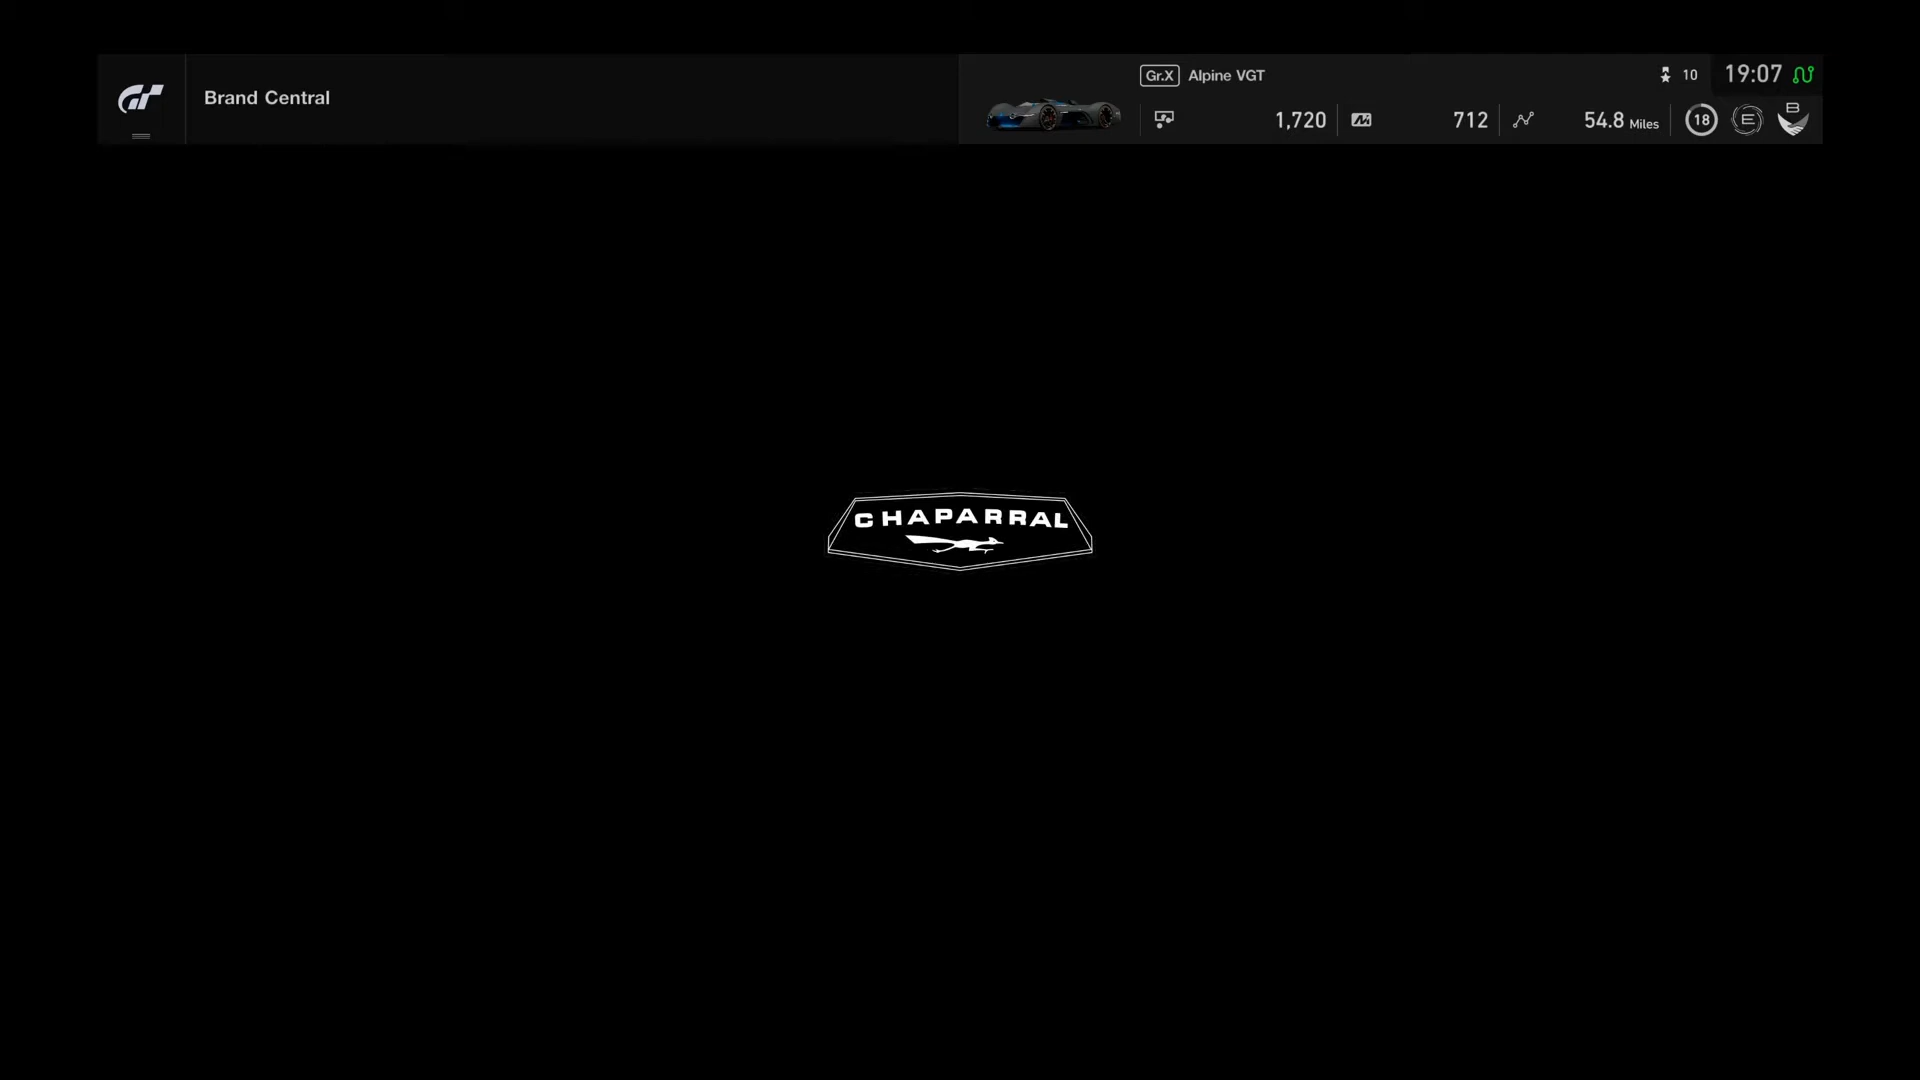 Brand Central
Gr.X Alpine VGT
10
19:07
1,720
712
54.8 Miles
18
E
B
CHAPARRAL